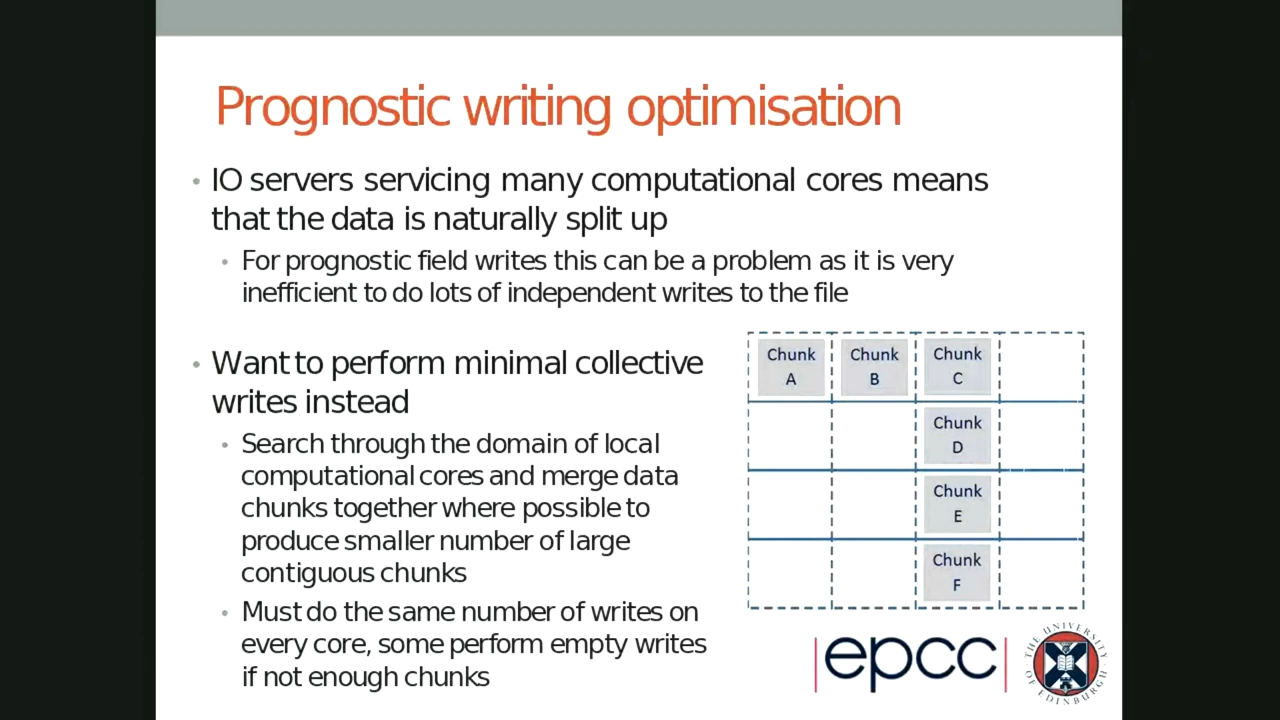 Prognostic writing optimisation
• IO servers servicing many computational cores means
that the data is naturally split up
• For prognostic field writes this can be a problem as it is very
inefficient to do lots of independent writes to the file
• Want to perform minimal collective
writes instead
• Search through the domain of local
computational cores and merge data
chunks together where possible to
produce smaller number of large
contiguous chunks
• Must do the same number of writes on
every core, some perform empty writes
if not enough chunks
Chunk
A
Chunk
B
Chunk
C
Chunk
D
Chunk
E
Chunk
F
epcc
THE UNIVERSITY
OF EDINBURGH